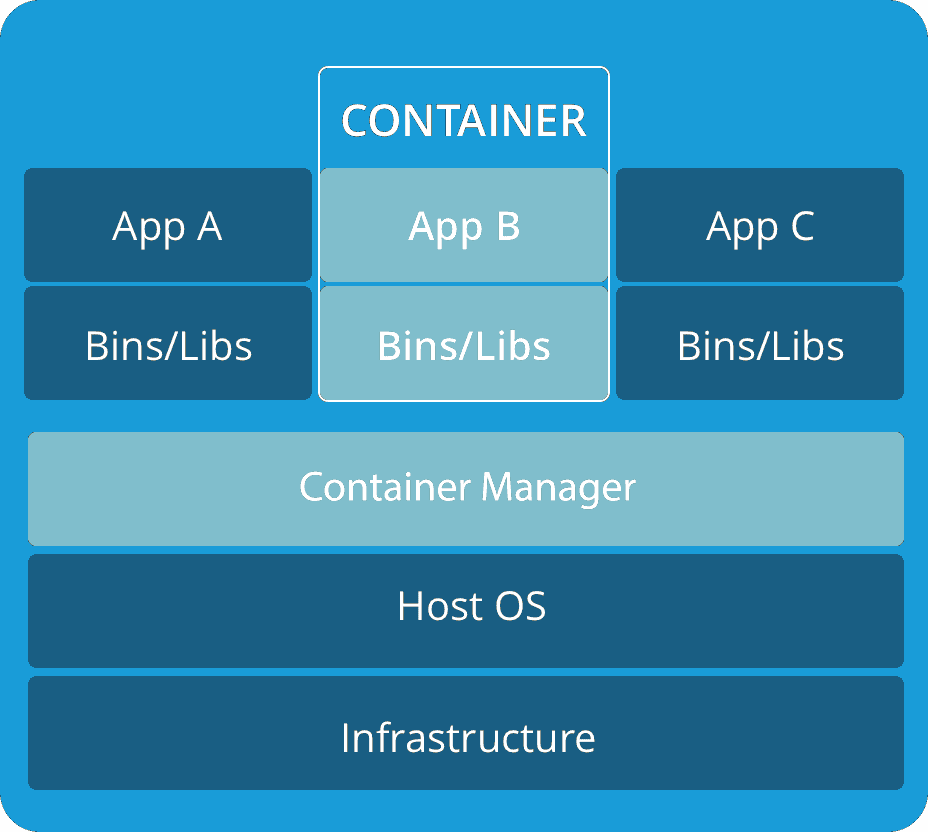 CONTAINER
App A
App B
App C
Bins/Libs
Bins/Libs
Bins/Libs
Container Manager
Host OS
Infrastructure